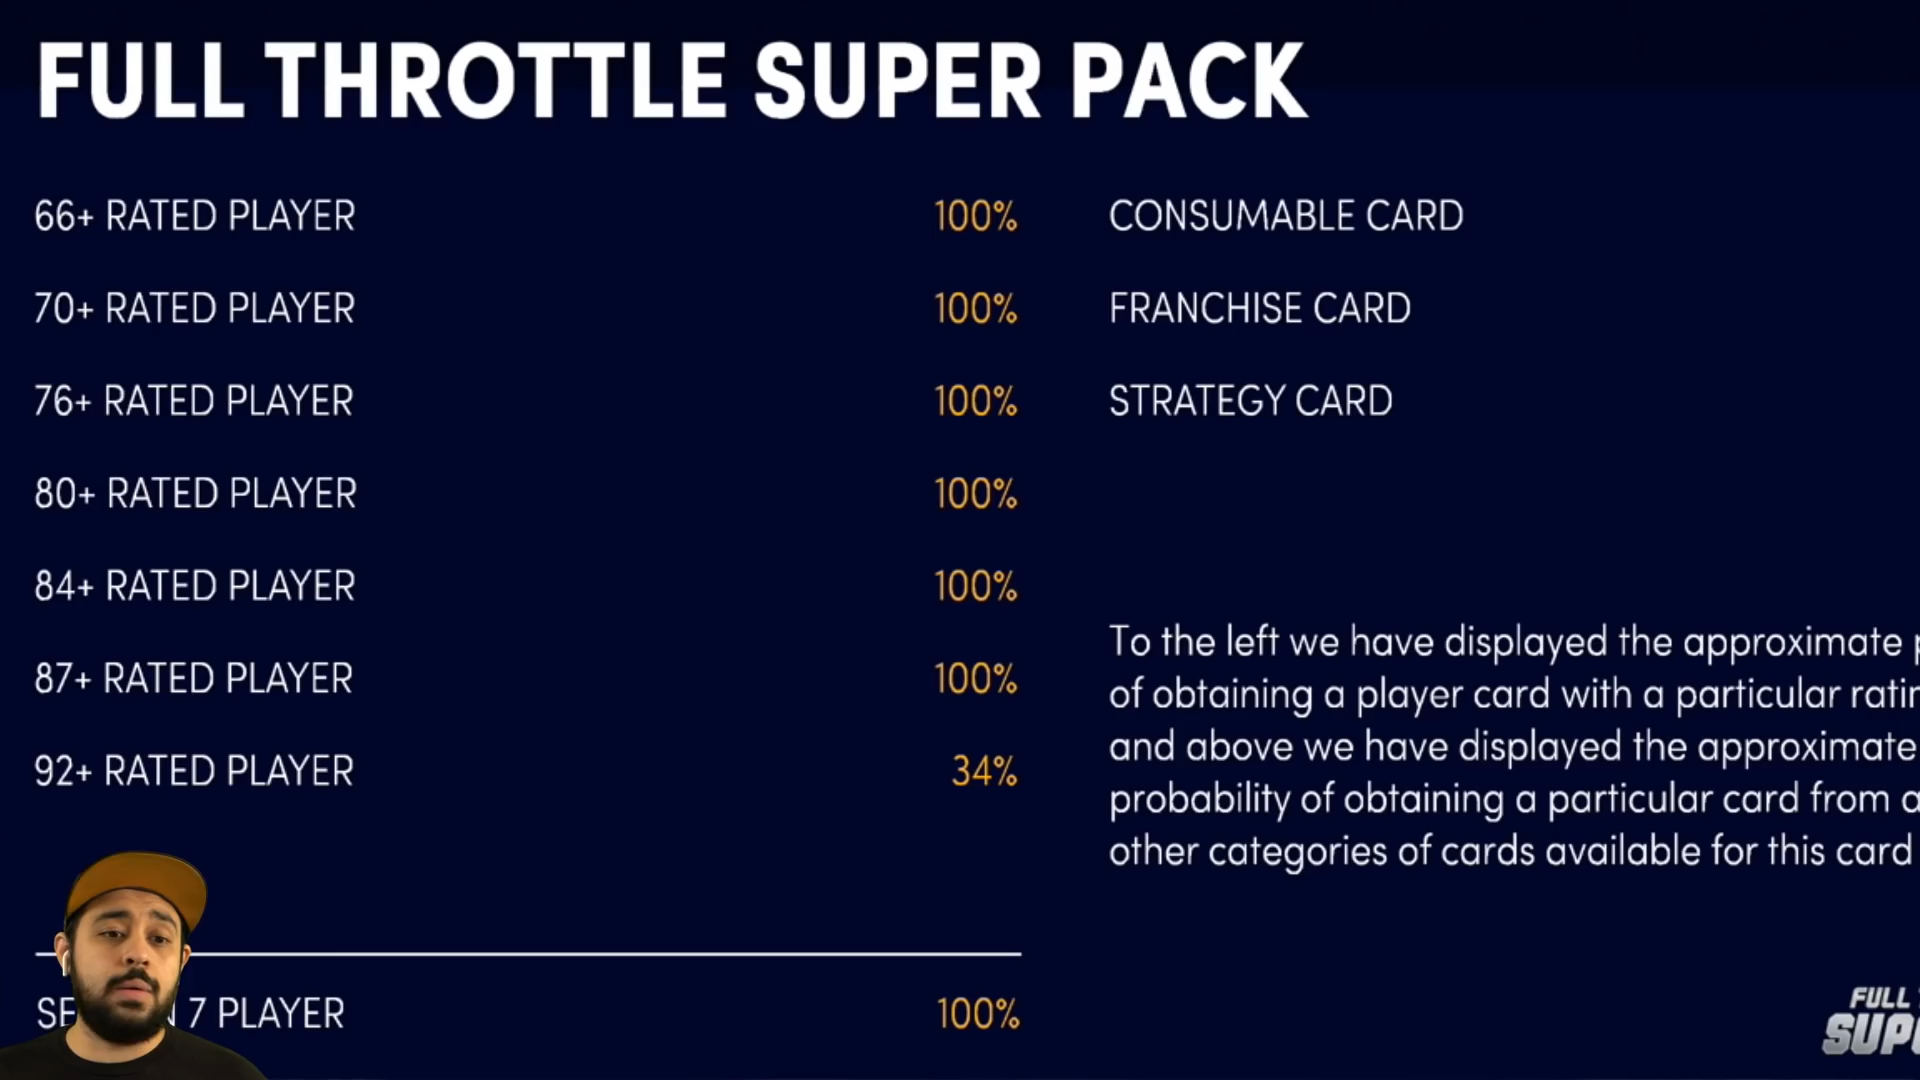 FULL THROTTLE SUPER PACK
66+ RATED PLAYER 100%
70+ RATED PLAYER 100%
76+ RATED PLAYER 100%
80+ RATED PLAYER 100%
84+ RATED PLAYER 100%
87+ RATED PLAYER 100%
92+ RATED PLAYER 34%
7 PLAYER 100%
CONSUMABLE CARD
FRANCHISE CARD
STRATEGY CARD
To the left we have displayed the approximate
of obtaining a player card with a particular
and above we have displayed the approximate
probability of obtaining a particular card from
other categories of cards available for this card
FULL